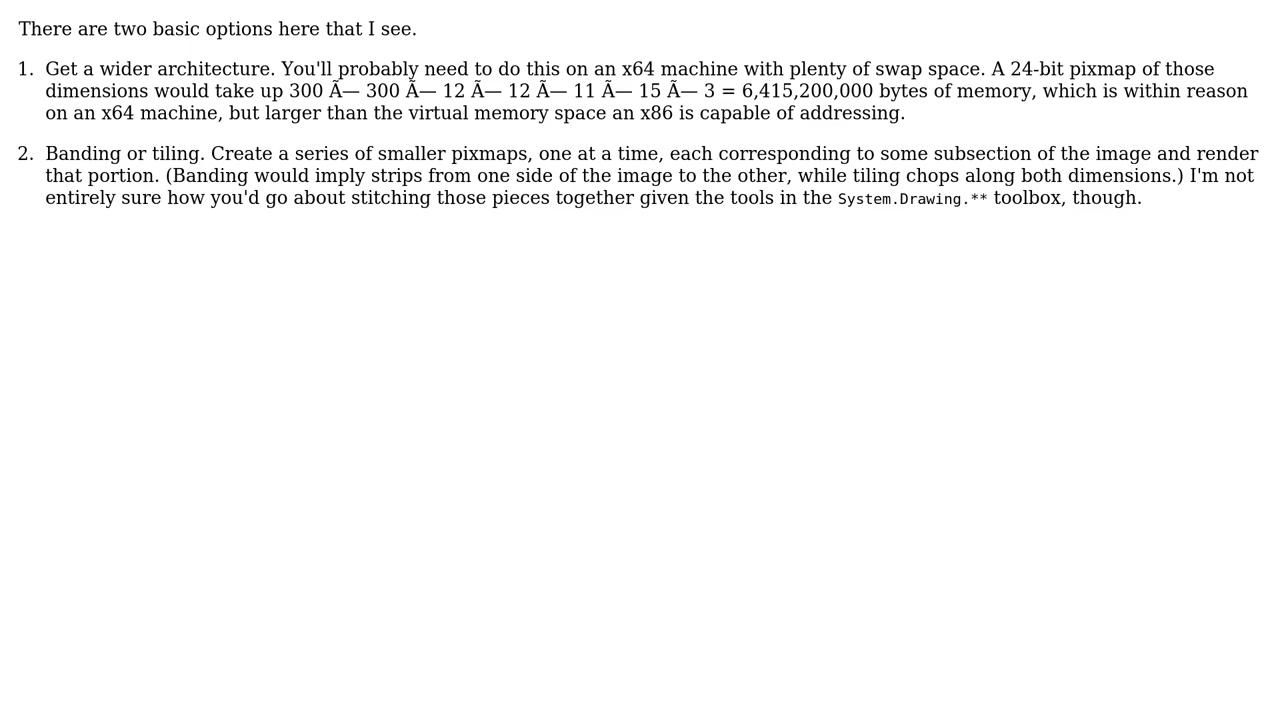 There are two basic options here that I see.
1. Get a wider architecture. You'll probably need to do this on an x64 machine with plenty of swap space. A 24-bit pixmap of those
dimensions would take up 300 Ã— 300 Ã— 12 Ã— 12 Ã— 11 Ã— 15 Ã— 3 = 6,415,200,000 bytes of memory, which is within reason
on an x64 machine, but larger than the virtual memory space an x86 is capable of addressing.
2. Banding or tiling. Create a series of smaller pixmaps, one at a time, each corresponding to some subsection of the image and render
that portion. (Banding would imply strips from one side of the image to the other, while tiling chops along both dimensions.) I'm not
entirely sure how you'd go about stitching those pieces together given the tools in the System.Drawing.** toolbox, though.